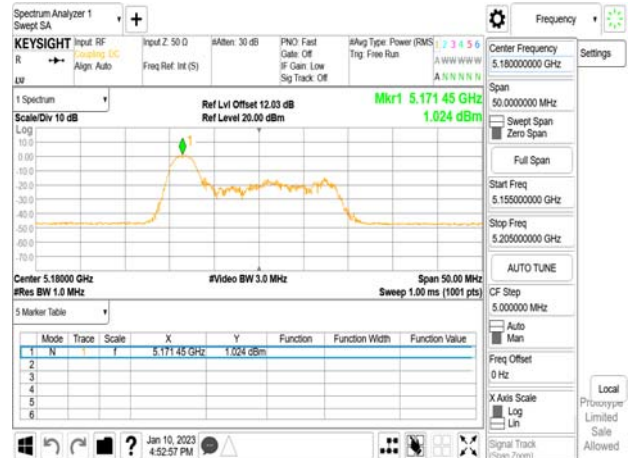 Spectrum Analyzer 1
Swept SA
+
Frequency
KEYSIGHT
R
LU
Input: RF
Coupling: DC
Align: Auto
Input Z: 50 Ω
Freq Ref: Int (S)
#Atten: 30 dB
PNO: Fast
Gate: Off
IF Gain: Low
Sig Track: Off
#Avg Type: Power (RMS
Trig: Free Run
1 2 3 4 5 6
A W W W W W
A N N N N N
1 Spectrum
Scale/Div 10 dB
Ref Lvl Offset 12.03 dB
Ref Level 20.00 dBm
Mkr1 5.171 45 GHz
1.024 dBm
Log
10.0
0.00
-10.0
-20.0
-30.0
-40.0
-50.0
-60.0
-70.0
1
Center 5.18000 GHz
#Res BW 1.0 MHz
#Video BW 3.0 MHz
Span 50.00 MHz
Sweep 1.00 ms (1001 pts)
5 Marker Table
Mode Trace Scale X Y Function Function Width Function Value
1 N 1 f 5.171 45 GHz 1.024 dBm
2
3
4
5
6
?
Jan 10, 2023
4:52:57 PM
Center Frequency
5.180000000 GHz
Settings
Span
50.0000000 MHz
Swept Span
Zero Span
Full Span
Start Freq
5.155000000 GHz
Stop Freq
5.205000000 GHz
AUTO TUNE
CF Step
5.000000 MHz
Auto
Man
Freq Offset
0 Hz
X Axis Scale
Log
Lin
Signal Track
(Span Zoom)
Local
Prototype
Limited
Sale
Allowed